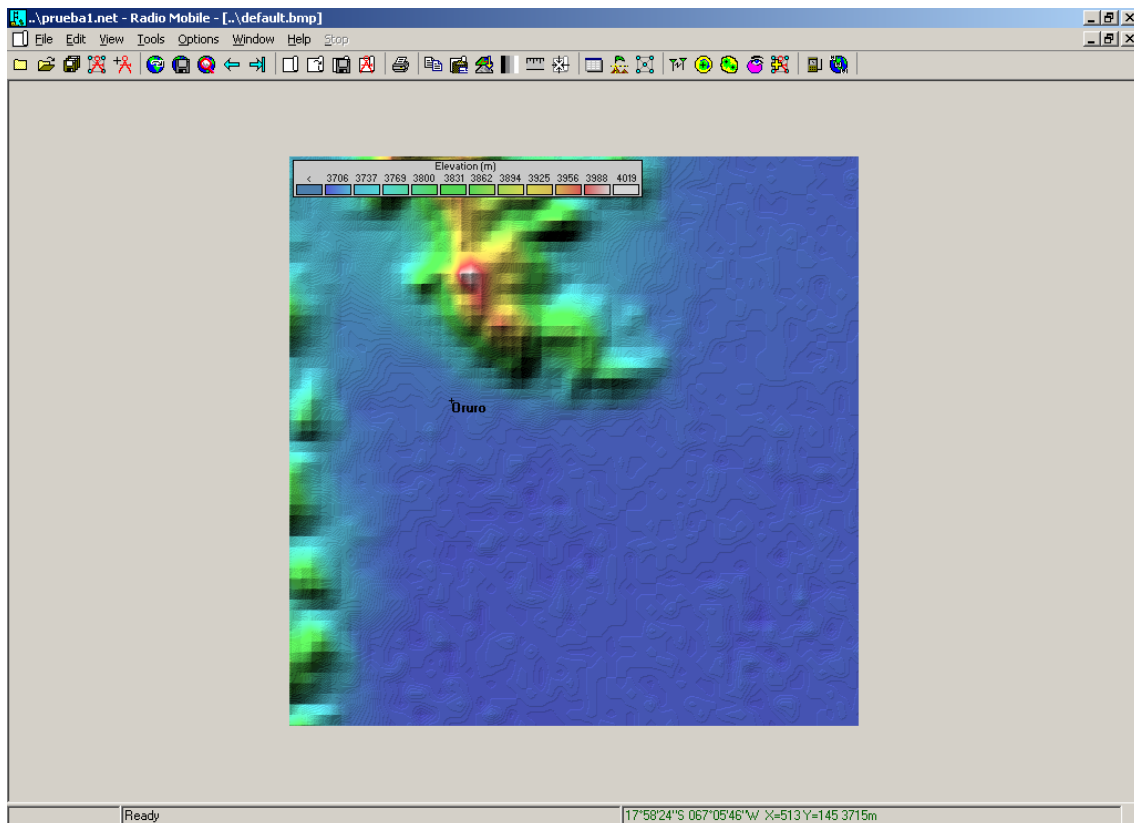 ..\prueba1.net - Radio Mobile - [..\default.bmp]
File Edit View Tools Options Window Help Stop
Elevation (m)
< 3706 3737 3769 3800 3831 3862 3894 3925 3956 3988 4019
Oruro
Ready 17°58'24"S 067°05'46"W X=513 Y=145 3715m